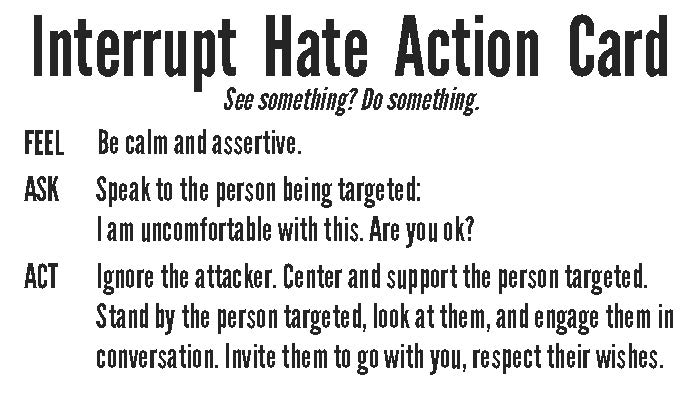 Interrupt Hate Action Card
See something? Do something.
FEEL Be calm and assertive.
ASK Speak to the person being targeted:
I am uncomfortable with this. Are you ok?
ACT Ignore the attacker. Center and support the person targeted.
Stand by the person targeted, look at them, and engage them in
conversation. Invite them to go with you, respect their wishes.